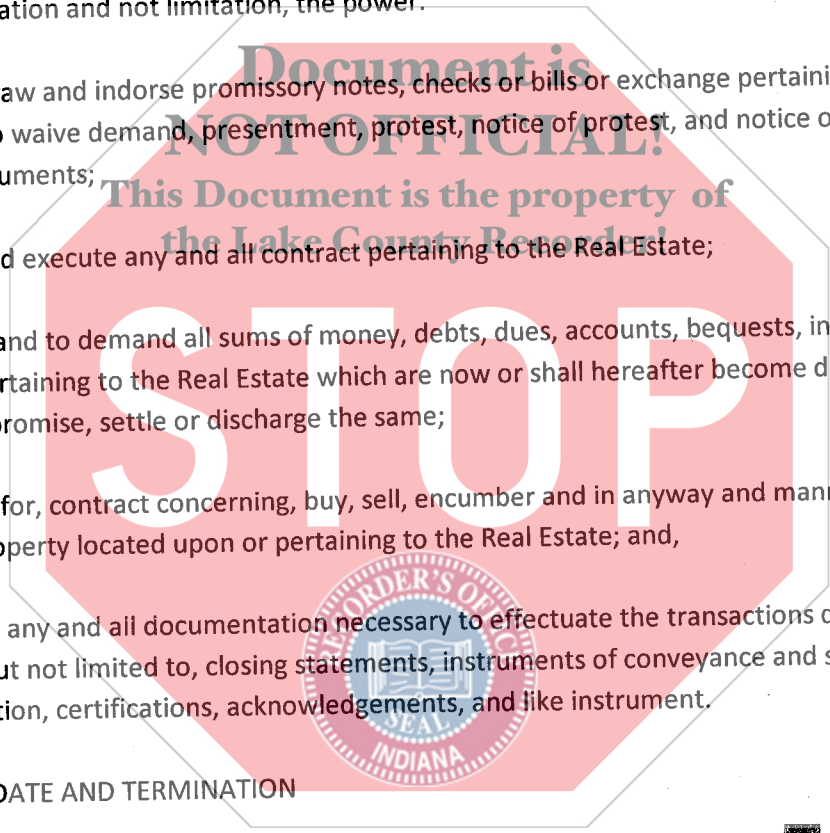 ation and not limitation, the power:
Document is
aw and indorse promissory notes, checks or bills or exchange pertaini
NOT OFFICIAL!
waive demand, presentment, protest, notice of protest, and notice o
uments;
This Document is the property of
the Lake County Recorder!
d execute any and all contract pertaining to the Real Estate;
STOP
and to demand all sums of money, debts, dues, accounts, bequests, in
rtaining to the Real Estate which are now or shall hereafter become d
romise, settle or discharge the same;
for, contract concerning, buy, sell, encumber and in anyway and mann
operty located upon or pertaining to the Real Estate; and,
RECORDER'S OFFICE
any and all documentation necessary to effectuate the transactions
ut not limited to, closing statements, instruments of conveyance and s
tion, certifications, acknowledgements, and like instrument.
SEAL
INDIANA
DATE AND TERMINATION